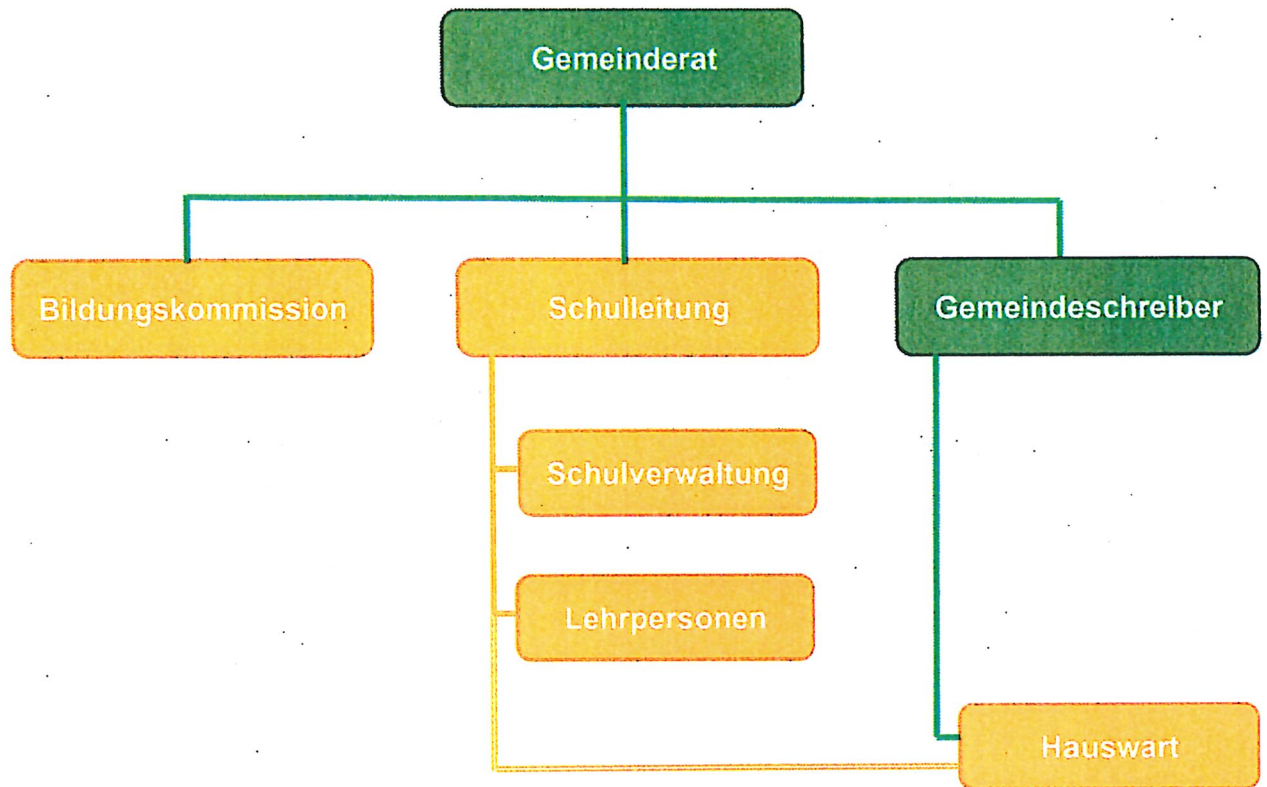 Gemeinderat
Bildungskommission
Schulleitung
Gemeindeschreiber
Schulverwaltung
Lehrpersonen
Hauswart